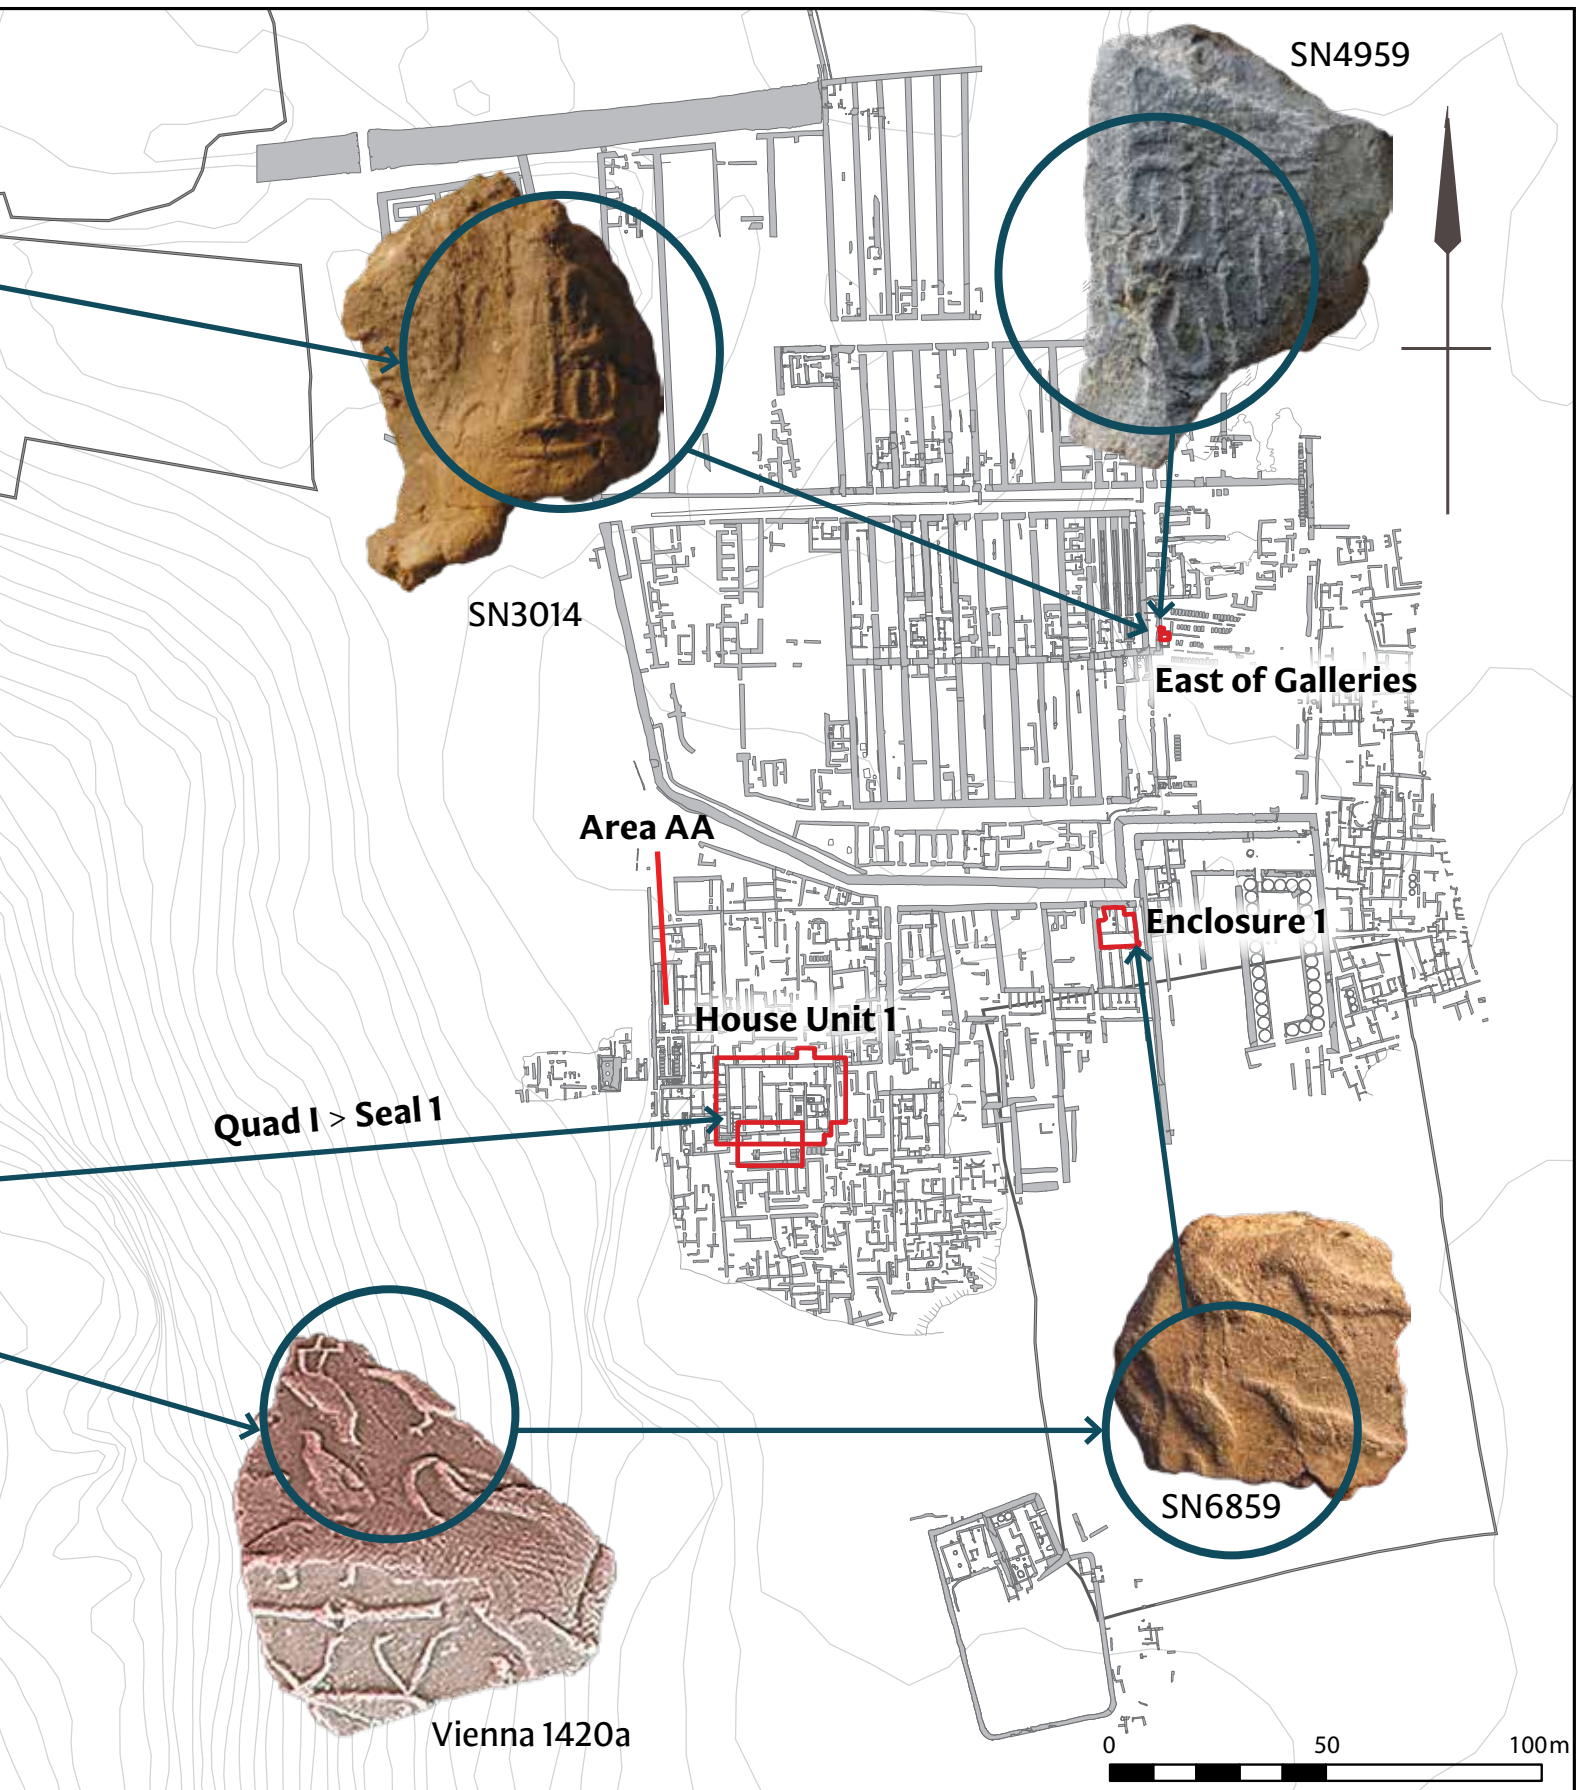 SN4959
SN3014
East of Galleries
Area AA
Enclosure 1
House Unit 1
Quad I > Seal 1
SN6859
Vienna 1420a
0 50 100 m